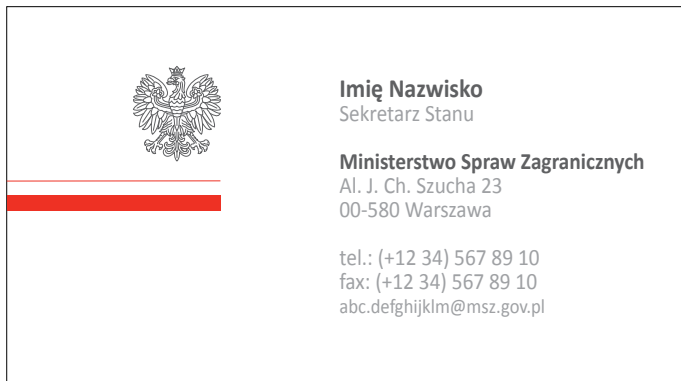 Imię Nazwisko
Sekretarz Stanu
Ministerstwo Spraw Zagranicznych
Al. J. Ch. Szucha 23
00-580 Warszawa
tel.: (+12 34) 567 89 10
fax: (+12 34) 567 89 10
abc.defghijklm@msz.gov.pl